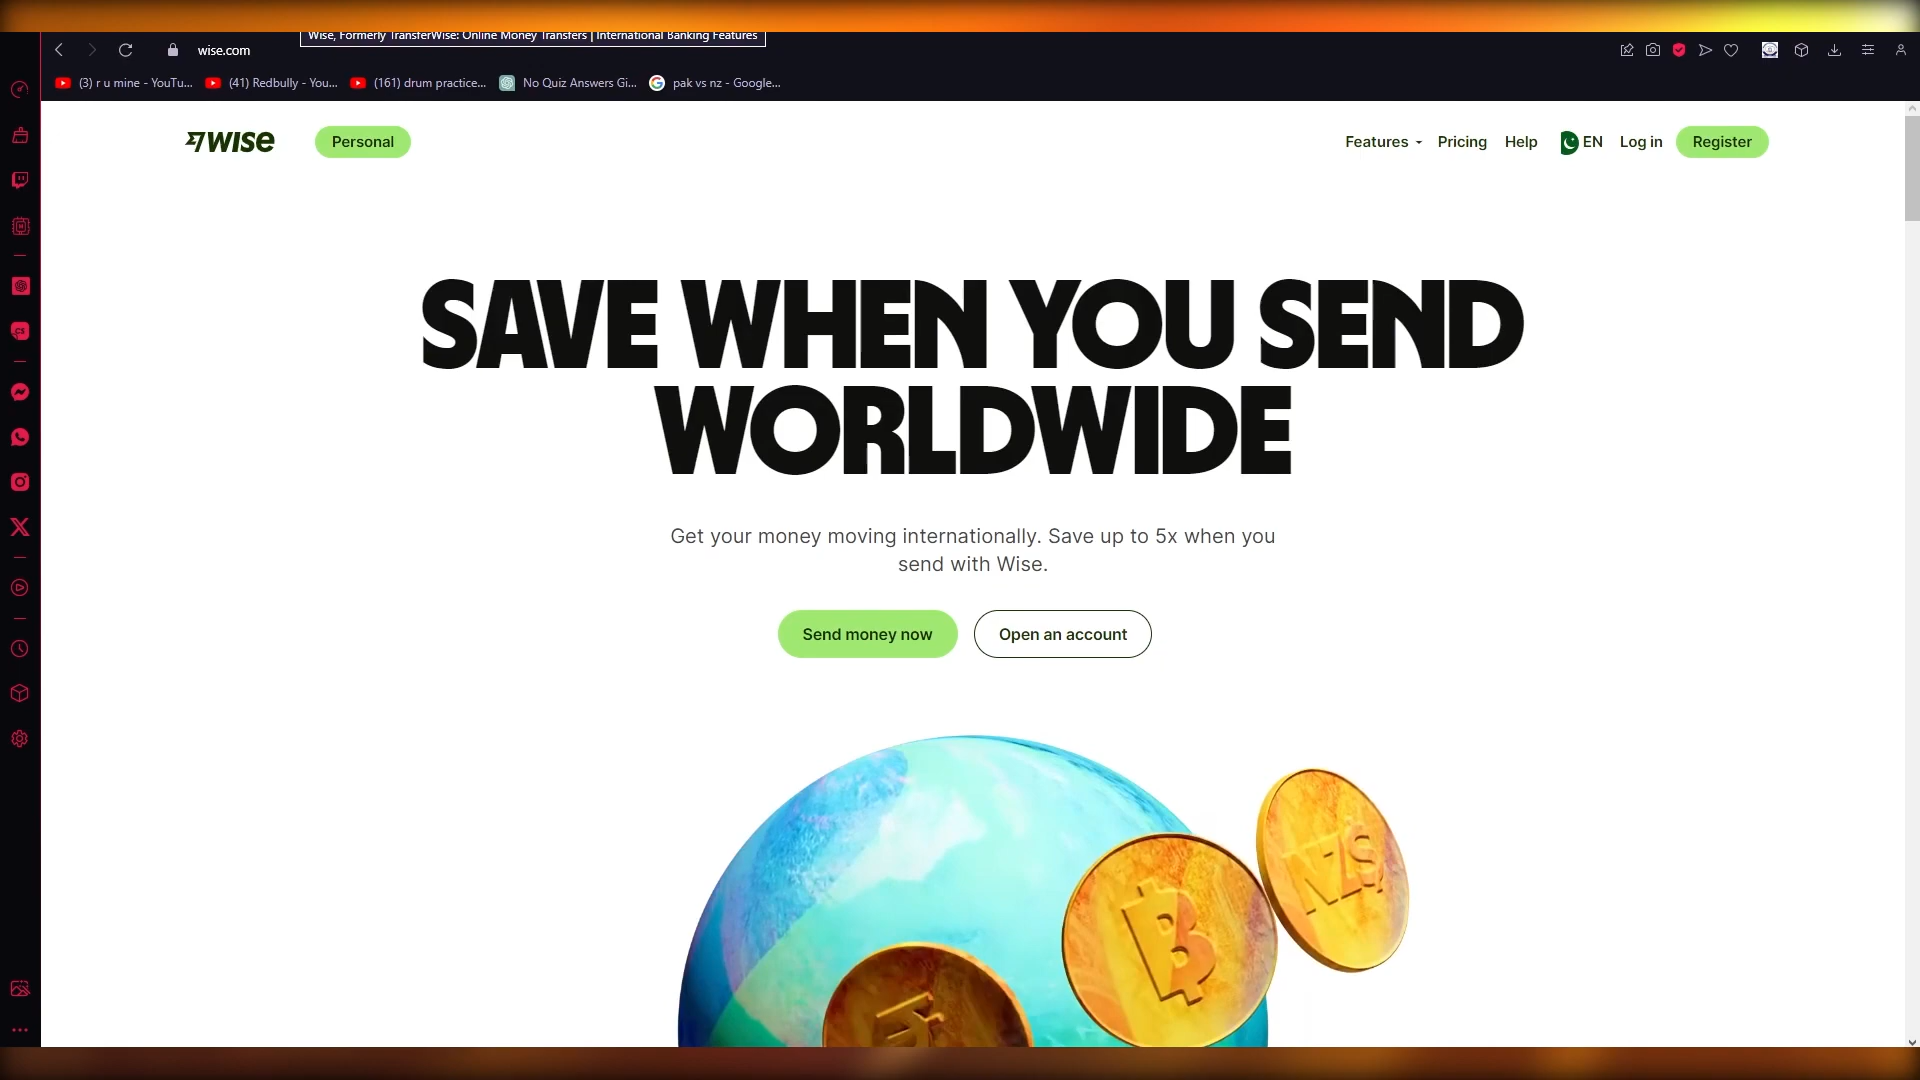 Wise, Formerly TransferWise: Online Money Transfers | International Banking Features
wise.com
(3) r u mine - YouTu...
(41) Redbully - You...
(161) drum practice...
No Quiz Answers Gi...
pak vs nz - Google...
WISE
Personal
Features
Pricing
Help
EN
Log in
Register
SAVE WHEN YOU SEND
WORLDWIDE
Get your money moving internationally. Save up to 5x when you
send with Wise.
Send money now
Open an account
NZ$